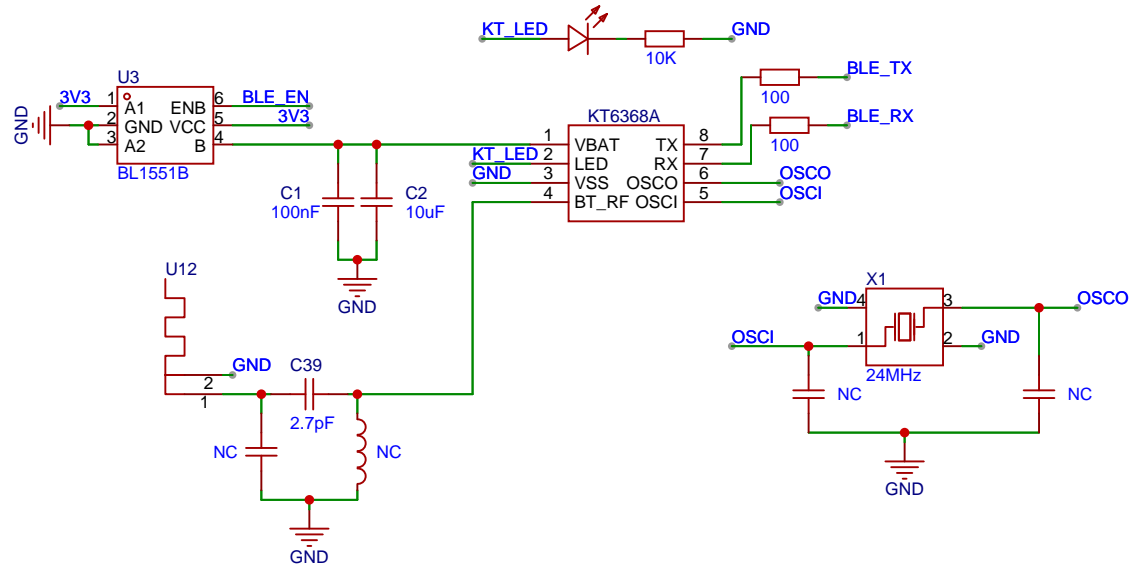 KT_LED
GND
10K
U3
3V3
1
A1
ENB
6
BLE_EN
GND
2
GND
VCC
5
3V3
3
A2
B
4
BL1551B
BLE_TX
100
BLE_RX
100
KT6368A
1
VBAT
TX
8
KT_LED
2
LED
RX
7
GND
3
VSS
OSCO
6
OSCO
4
BT_RF
OSCI
5
OSCI
C1
100nF
C2
10uF
GND
U12
GND
2
1
C39
2.7pF
NC
NC
GND
X1
GND
4
3
OSCO
OSCI
1
2
GND
24MHz
NC
NC
GND